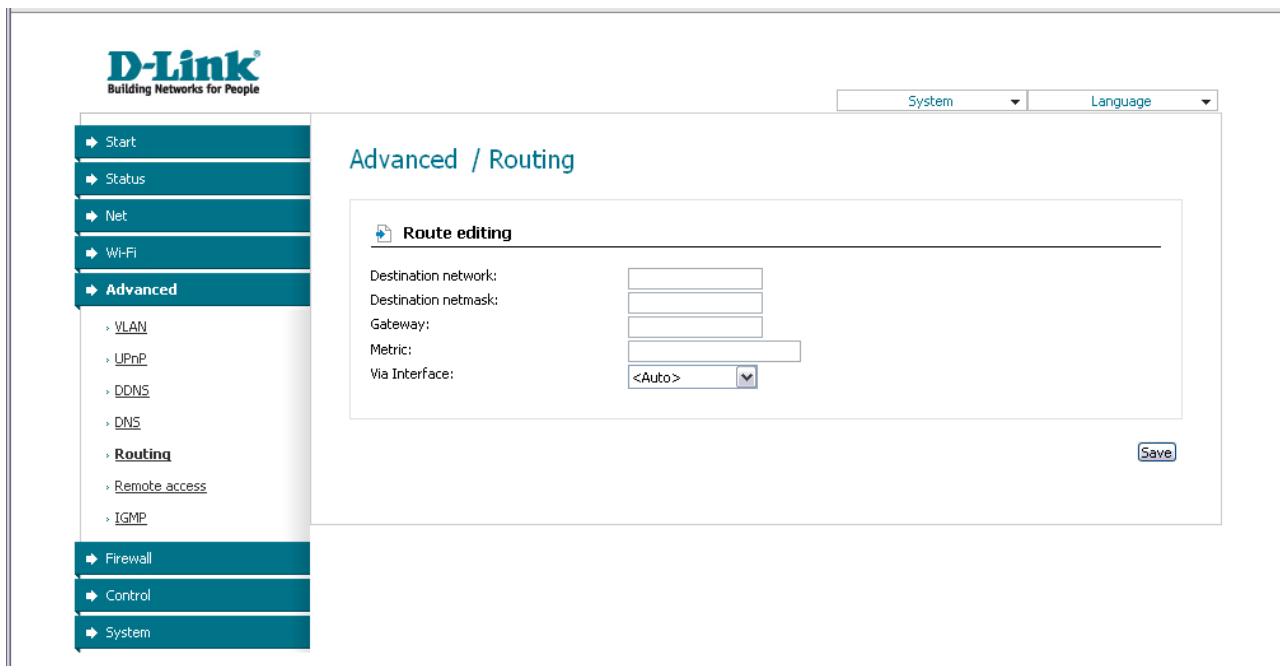 D-Link
Building Networks for People
System
Language
Start
Status
Net
Wi-Fi
Advanced
VLAN
UPnP
DDNS
DNS
Routing
Remote access
IGMP
Firewall
Control
System
Advanced / Routing
Route editing
Destination network:
Destination netmask:
Gateway:
Metric:
Via Interface: <Auto>
Save